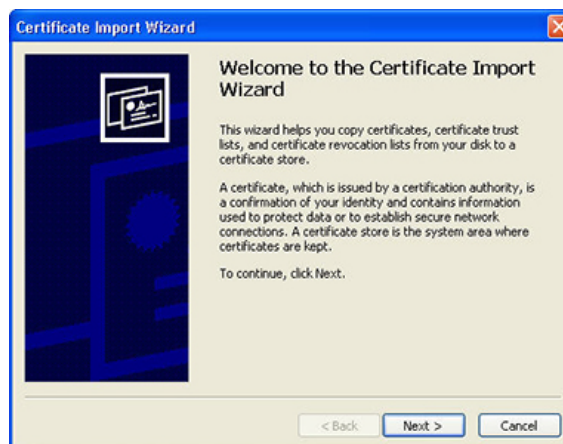 Certificate Import Wizard
Welcome to the Certificate Import
Wizard
This wizard helps you copy certificates, certificate trust
lists, and certificate revocation lists from your disk to a
certificate store.
A certificate, which is issued by a certification authority, is
a confirmation of your identity and contains information
used to protect data or to establish secure network
connections. A certificate store is the system area where
certificates are kept.
To continue, click Next.
< Back Next > Cancel